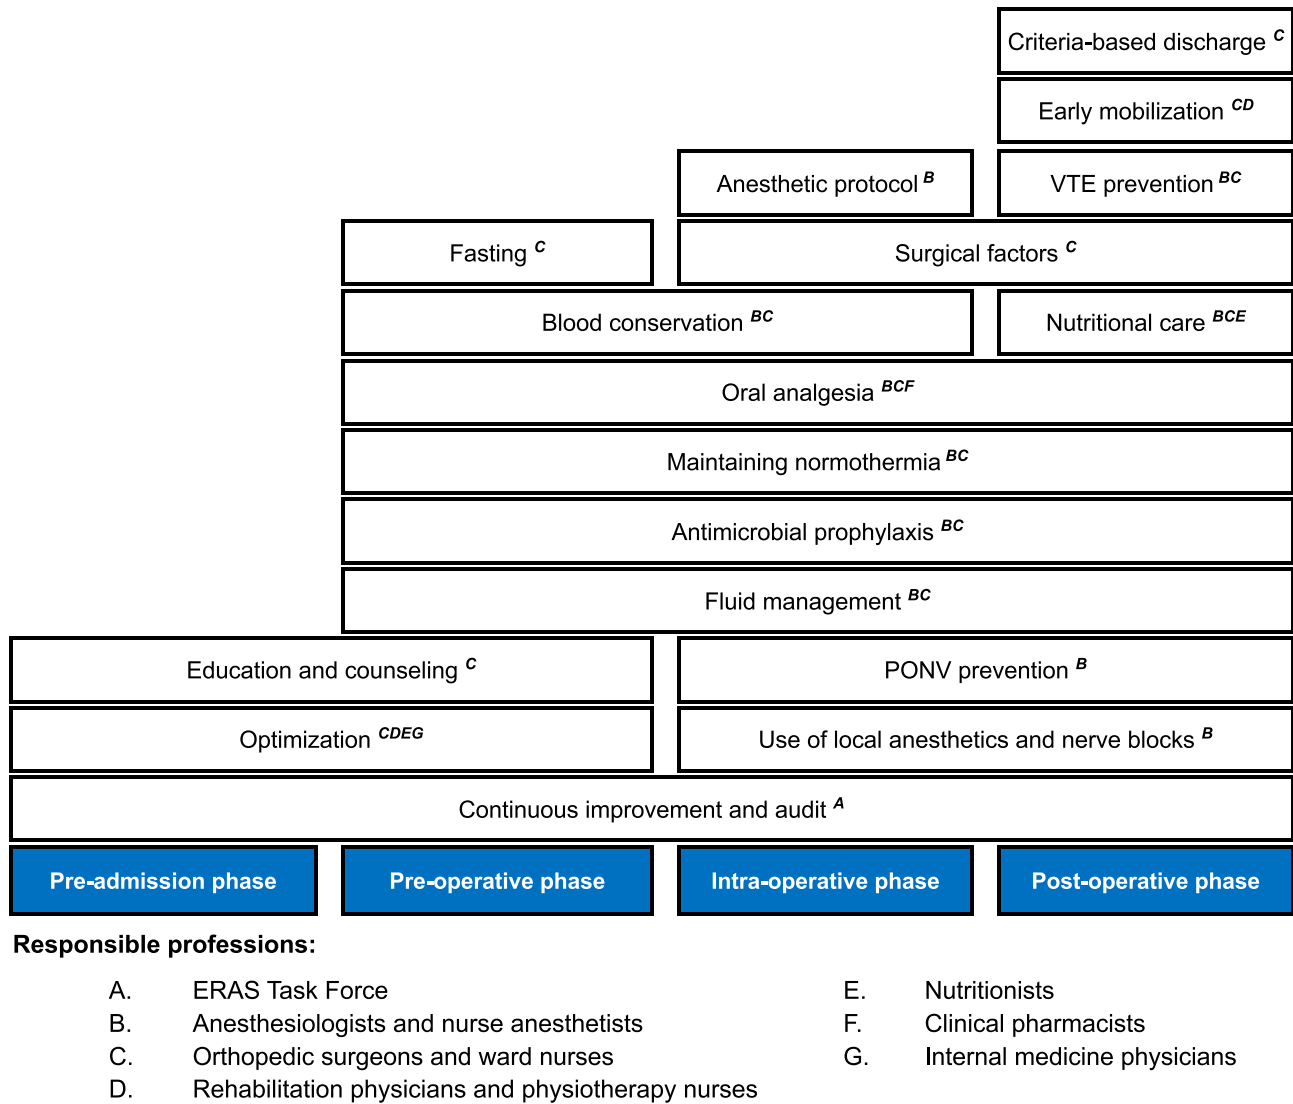 Criteria-based discharge C
Early mobilization CD
Anesthetic protocol B
VTE prevention BC
Fasting C
Surgical factors C
Blood conservation BC
Nutritional care BCE
Oral analgesia BCF
Maintaining normothermia BC
Antimicrobial prophylaxis BC
Fluid management BC
Education and counseling C
PONV prevention B
Optimization CDEG
Use of local anesthetics and nerve blocks B
Continuous improvement and audit A
Pre-admission phase
Pre-operative phase
Intra-operative phase
Post-operative phase
Responsible professions:
A. ERAS Task Force
B. Anesthesiologists and nurse anesthetists
C. Orthopedic surgeons and ward nurses
D. Rehabilitation physicians and physiotherapy nurses
E. Nutritionists
F. Clinical pharmacists
G. Internal medicine physicians